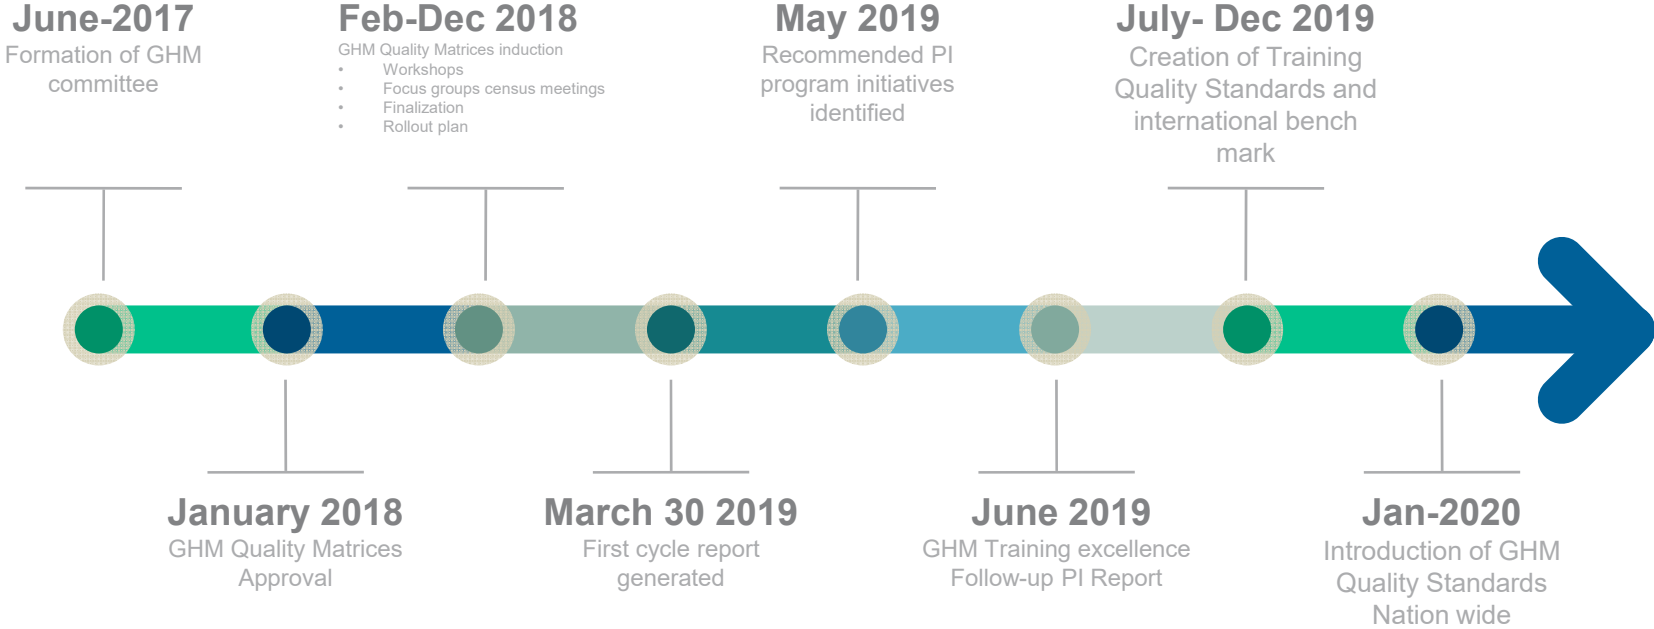 June-2017
Formation of GHM
committee
Feb-Dec 2018
GHM Quality Matrices induction
• Workshops
• Focus groups census meetings
• Finalization
• Rollout plan
May 2019
Recommended PI
program initiatives
identified
July- Dec 2019
Creation of Training
Quality Standards and
international bench
mark
January 2018
GHM Quality Matrices
Approval
March 30 2019
First cycle report
generated
June 2019
GHM Training excellence
Follow-up PI Report
Jan-2020
Introduction of GHM
Quality Standards
Nation wide